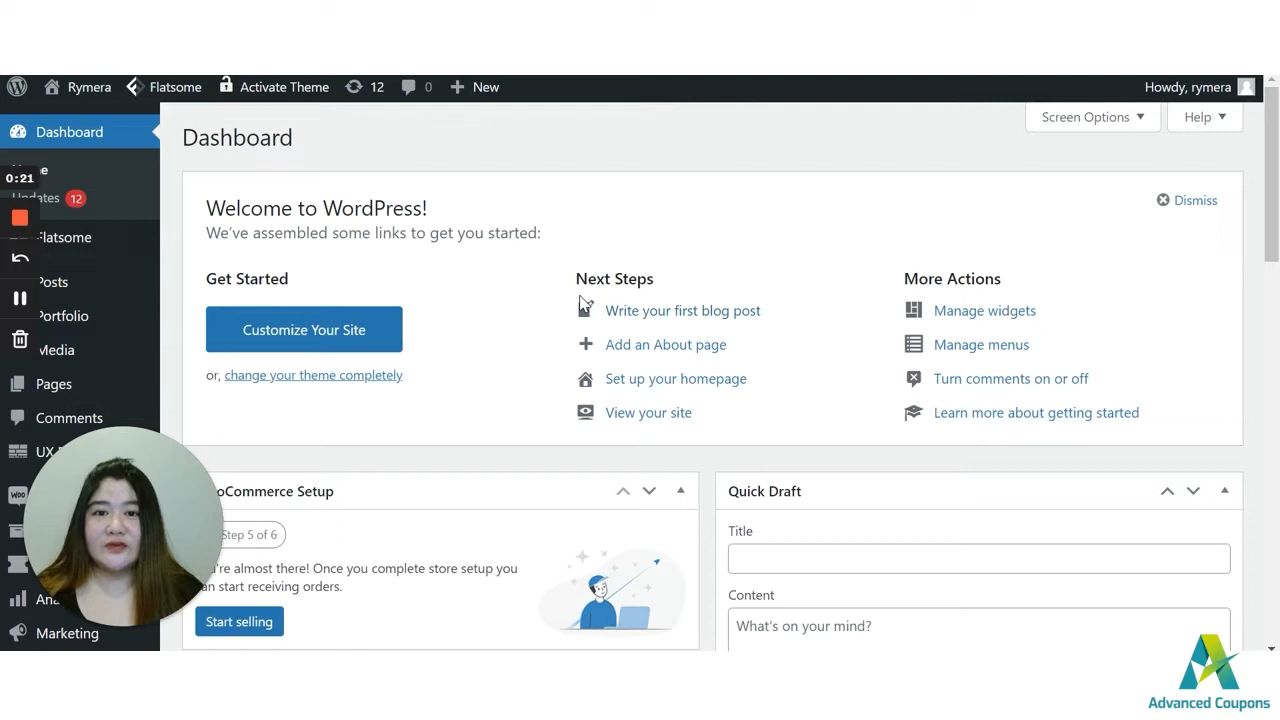 Rymera
Flatsome
Activate Theme
12
0
New
Howdy, rymera
Dashboard
Screen Options
Help
Dashboard
0:21
Updates 12
Flatsome
Posts
Portfolio
Media
Pages
Comments
UX
WOO
Marketing
Welcome to WordPress!
We've assembled some links to get you started:
Dismiss
Get Started
Customize Your Site
or, change your theme completely
Next Steps
Write your first blog post
Add an About page
Set up your homepage
View your site
More Actions
Manage widgets
Manage menus
Turn comments on or off
Learn more about getting started
oCommerce Setup
Step 5 of 6
're almost there! Once you complete store setup you
an start receiving orders.
Start selling
Quick Draft
Title
Content
What's on your mind?
Advanced Coupons